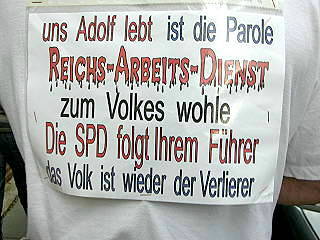 uns Adolf lebt ist die Parole
REICHS-ARBEITS-DIENST
zum Volkes wohle
Die SPD folgt Ihrem Führer
das Volk ist wieder der Verlierer